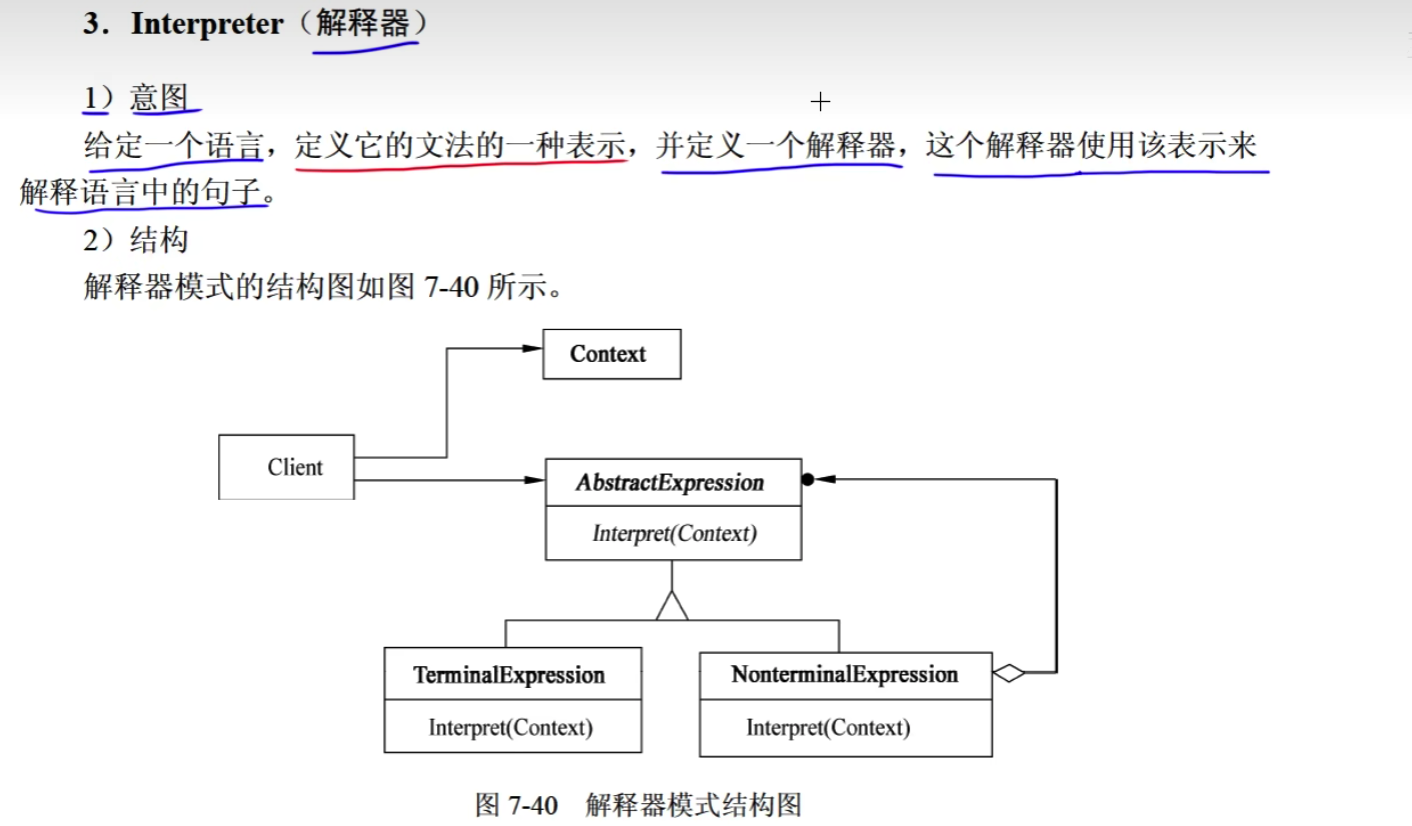 3．Interpreter（解释器）
1）意图
给定一个语言，定义它的文法的一种表示，并定义一个解释器，这个解释器使用该表示来
解释语言中的句子。
2）结构
解释器模式的结构图如图 7-40 所示。
Context
Client
AbstractExpression
Interpret(Context)
TerminalExpression
NonterminalExpression
Interpret(Context)
Interpret(Context)
图 7-40 解释器模式结构图